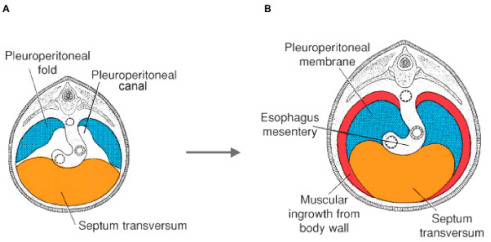 A
B
Pleuroperitoneal
fold
Pleuroperitoneal
canal
Septum transversum
Pleuroperitoneal
membrane
Esophagus
mesentery
Muscular
ingrowth from
body wall
Septum
transversum